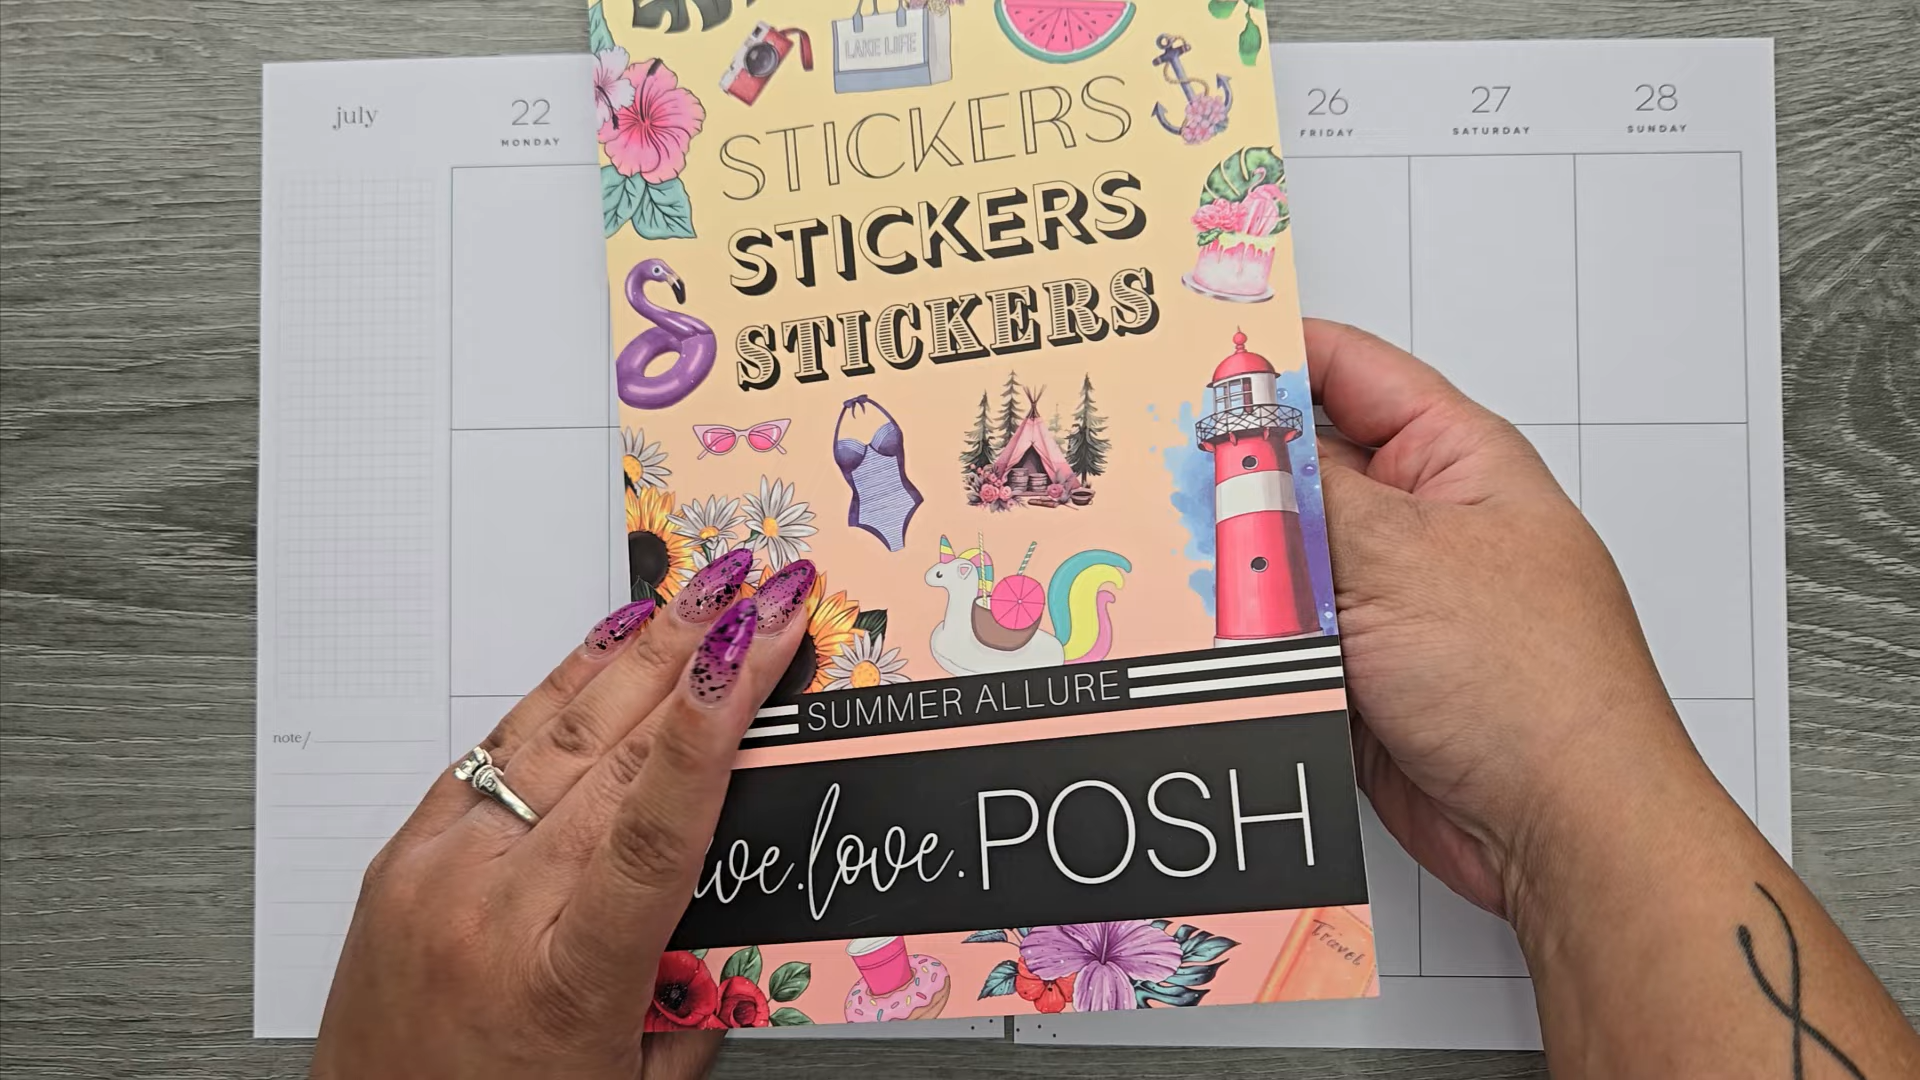 july
22
MONDAY
26
FRIDAY
27
SATURDAY
28
SUNDAY
note/
LAKE LIFE
STICKERS
STICKERS
STICKERS
SUMMER ALLURE
love.
POSH
Travel